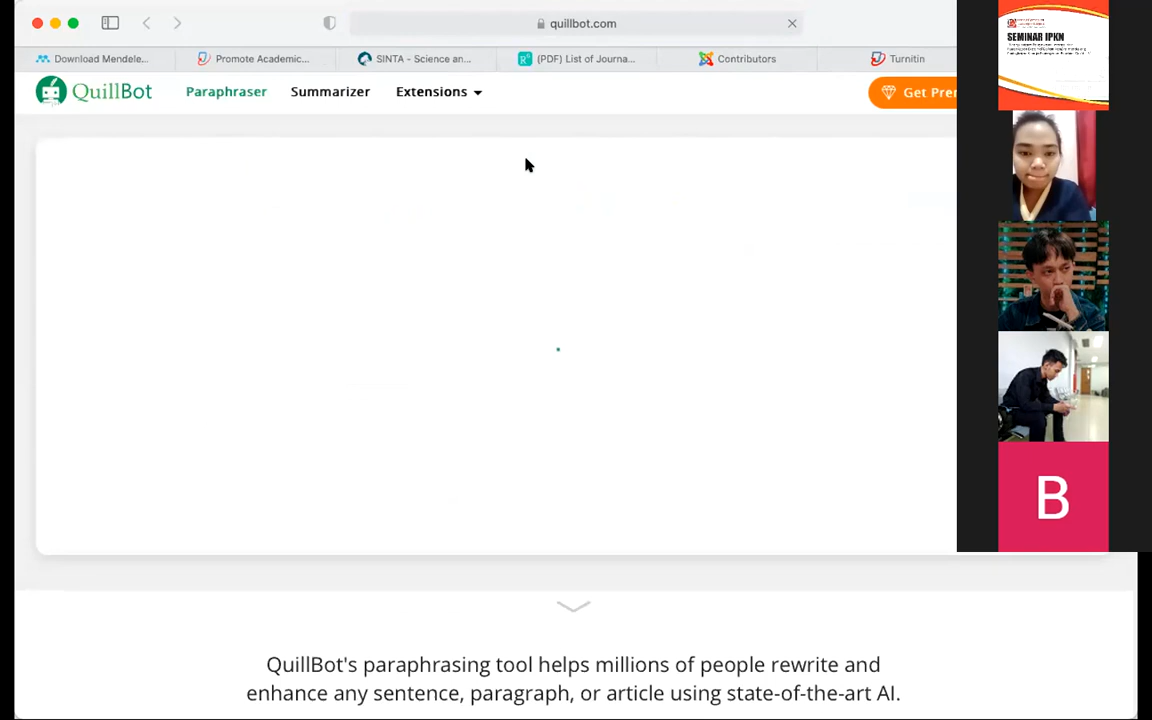 quillbot.com
Download Mendele...
Promote Academic...
SINTA - Science an...
(PDF) List of Journa...
Contributors
Turnitin
QuillBot
Paraphraser
Summarizer
Extensions
Get Pre
SEMINAR IPKN
B
QuillBot's paraphrasing tool helps millions of people rewrite and
enhance any sentence, paragraph, or article using state-of-the-art AI.